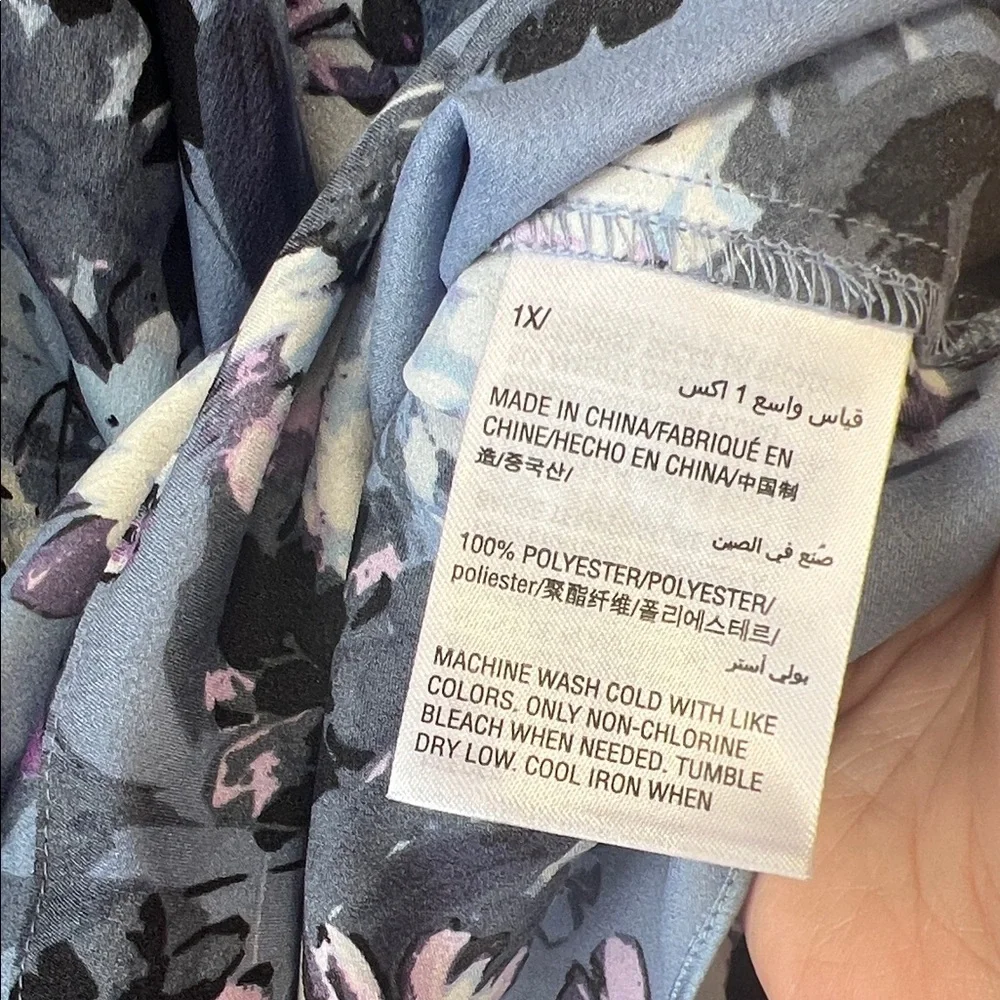 1X/
قياس واسع 1 اكس
MADE IN CHINA/FABRIQUÉ EN
CHINE/HECHO EN CHINA/中国制
造/중국산/
صُنع في الصين
100% POLYESTER/POLYESTER/
poliester/聚酯纤维/폴리에스테르/
بولي أستر
MACHINE WASH COLD WITH LIKE
COLORS. ONLY NON-CHLORINE
BLEACH WHEN NEEDED. TUMBLE
DRY LOW. COOL IRON WHEN